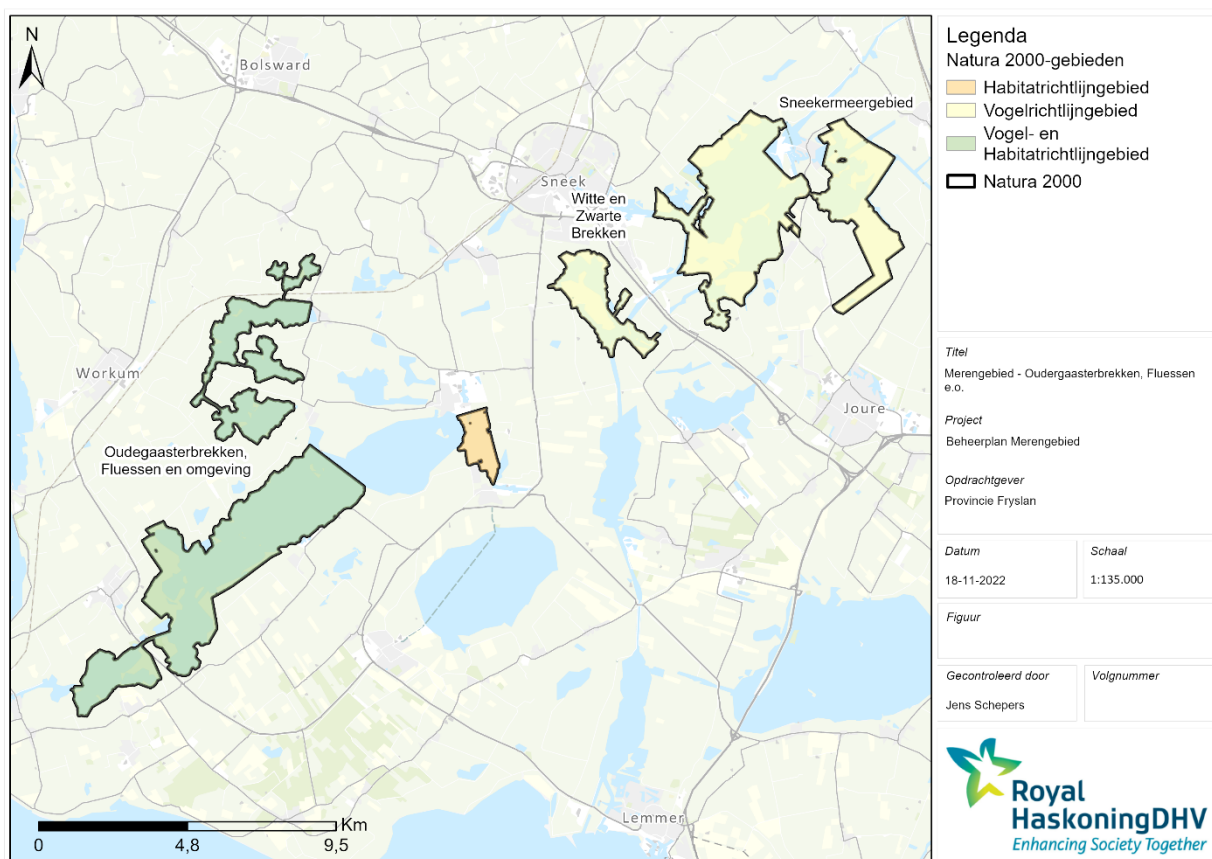 N
Bolsward
Sneekermeergebied
Sneek
Witte en
Zwarte
Brekken
Workum
Joure
Oudegaasterbrekken,
Fluessen en omgeving
Lemmer
Km
0
4,8
9,5
Legenda
Natura 2000-gebieden
Habitatrichtlijngebied
Vogelrichtlijngebied
Vogel- en
Habitatrichtlijngebied
Natura 2000
Titel
Merengebied - Oudergaasterbrekken, Fluessen
e.o.
Project
Beheerplan Merengebied
Opdrachtgever
Provincie Fryslan
Datum
18-11-2022
Schaal
1:135.000
Figuur
Gecontroleerd door
Jens Schepers
Volgnummer
Royal
HaskoningDHV
Enhancing Society Together